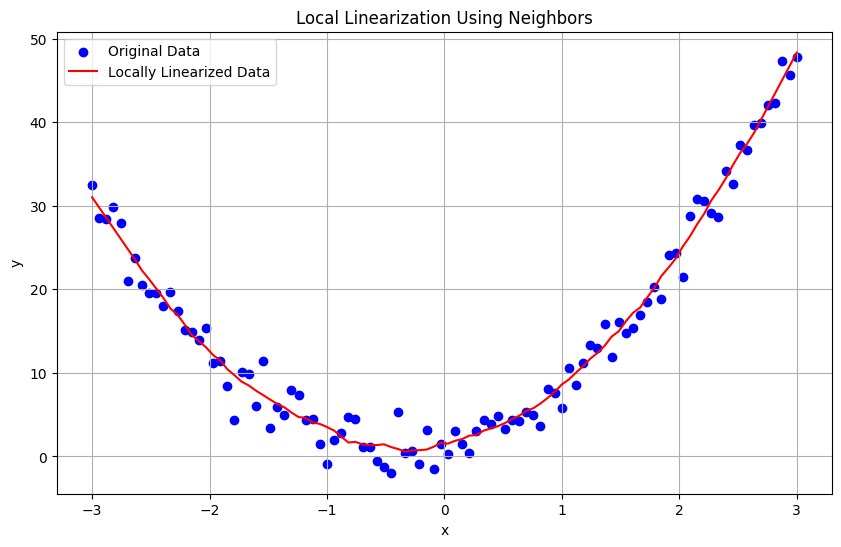 Local Linearization Using Neighbors
Original Data
Locally Linearized Data
50
40
30
20
10
0
y
−3
−2
−1
0
1
2
3
x